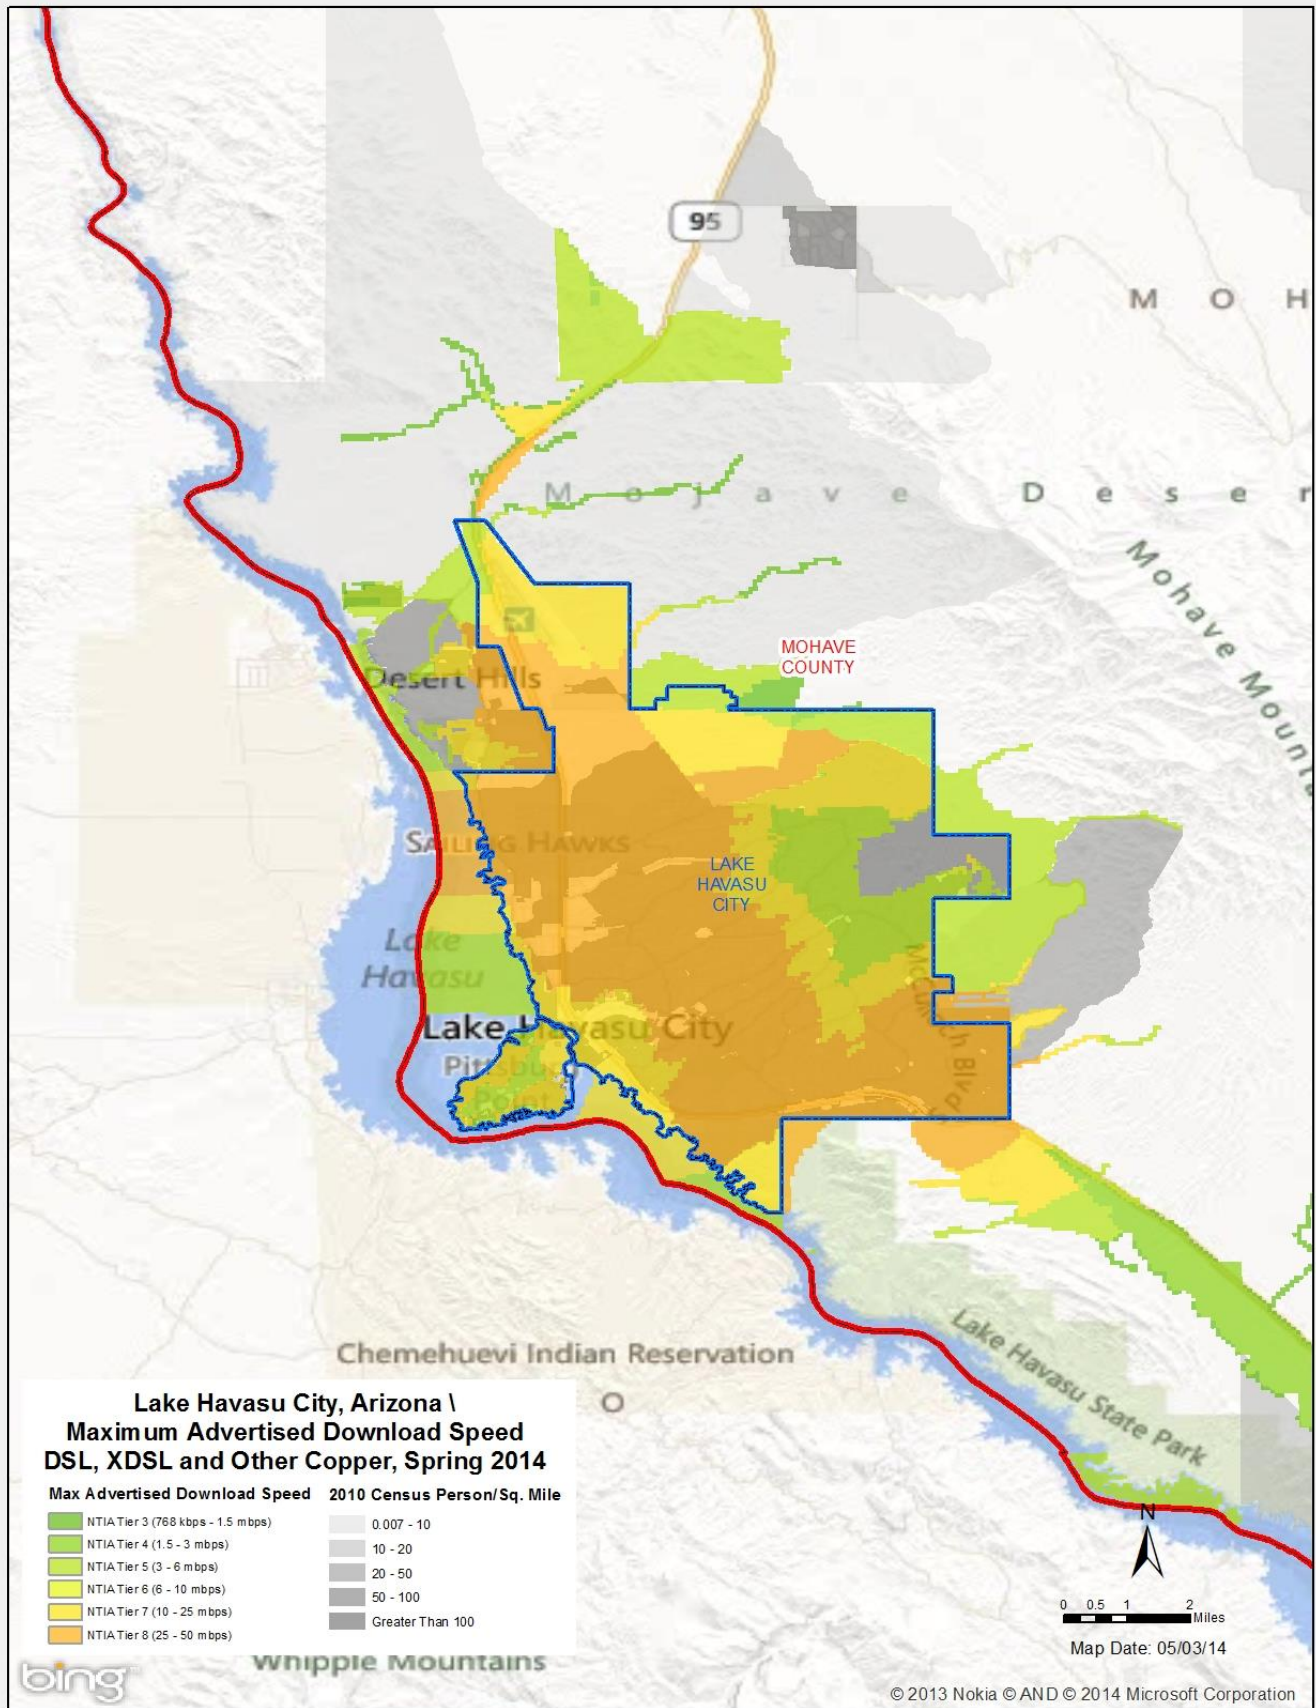 95
M O H
M o j a v e D e s e r
Mohave Mounta
MOHAVE
COUNTY
Desert Hills
SAILING HAWKS
LAKE
HAVASU
CITY
Lake
Havasu
McCulloch Blvd
Lake Havasu City
Pittsburg
Point
Lake Havasu State Park
Chemehuevi Indian Reservation
O
Lake Havasu City, Arizona \
Maximum Advertised Download Speed
DSL, XDSL and Other Copper, Spring 2014
Max Advertised Download Speed
NTIA Tier 3 (768 kbps - 1.5 mbps)
NTIA Tier 4 (1.5 - 3 mbps)
NTIA Tier 5 (3 - 6 mbps)
NTIA Tier 6 (6 - 10 mbps)
NTIA Tier 7 (10 - 25 mbps)
NTIA Tier 8 (25 - 50 mbps)
2010 Census Person/Sq. Mile
0.007 - 10
10 - 20
20 - 50
50 - 100
Greater Than 100
N
0 0.5 1 2
Miles
Map Date: 05/03/14
Whipple Mountains
bing™
© 2013 Nokia © AND © 2014 Microsoft Corporation